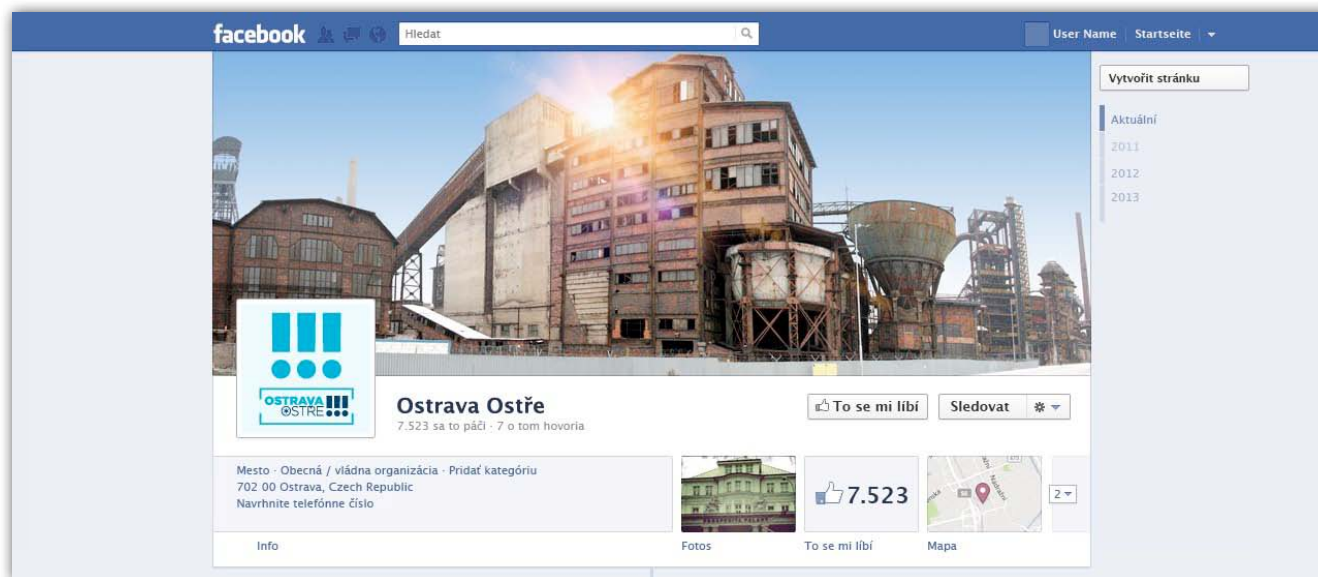 facebook
Hledat
User Name
Startseite
Vytvořit stránku
Aktuální
2011
2012
2013
!!!
OSTRAVA!!!
OSTŘE
Ostrava Ostře
7.523 sa to páči · 7 o tom hovoria
To se mi líbí
Sledovat
Mesto · Obecná / vládna organizácia · Pridať kategóriu
702 00 Ostrava, Czech Republic
Navrhnite telefónne číslo
7.523
Nádražní
2
Info
Fotos
To se mi líbí
Mapa